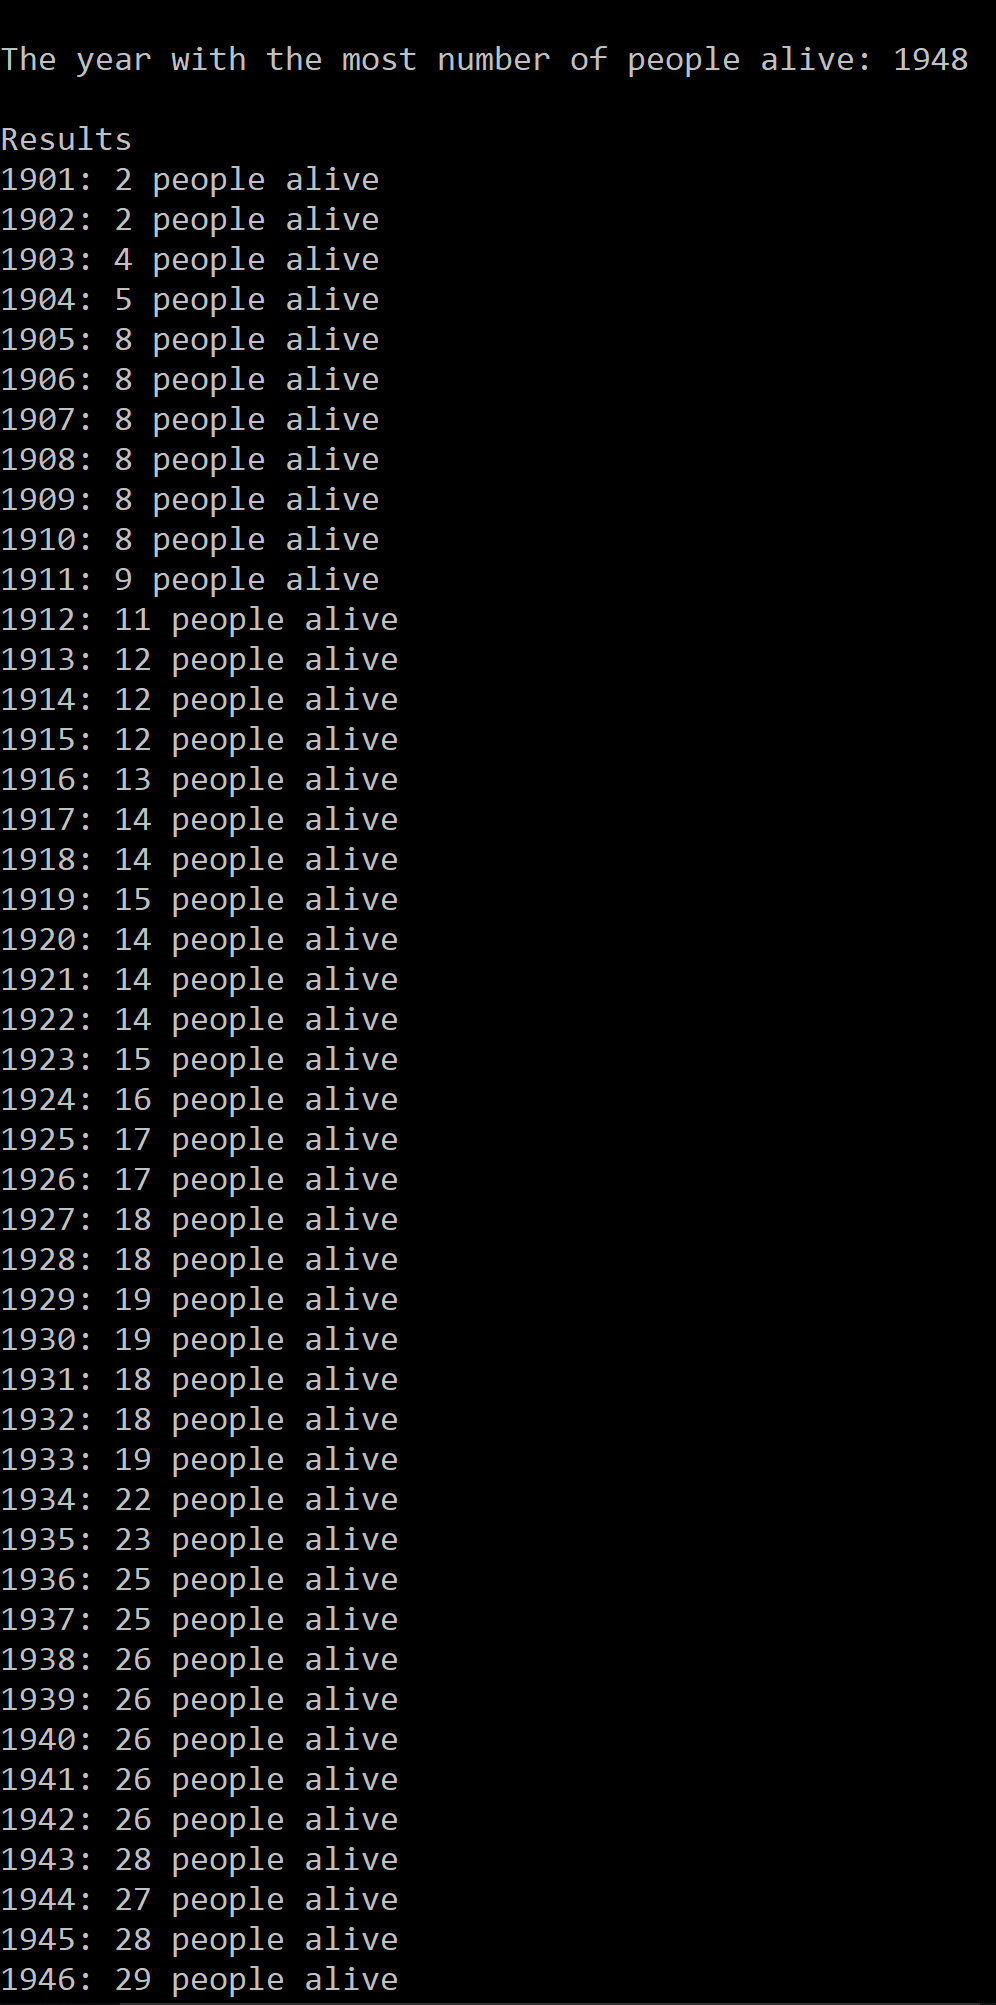 The year with the most number of people alive: 1948
Results
1901: 2 people alive
1902: 2 people alive
1903: 4 people alive
1904: 5 people alive
1905: 8 people alive
1906: 8 people alive
1907: 8 people alive
1908: 8 people alive
1909: 8 people alive
1910: 8 people alive
1911: 9 people alive
1912: 11 people alive
1913: 12 people alive
1914: 12 people alive
1915: 12 people alive
1916: 13 people alive
1917: 14 people alive
1918: 14 people alive
1919: 15 people alive
1920: 14 people alive
1921: 14 people alive
1922: 14 people alive
1923: 15 people alive
1924: 16 people alive
1925: 17 people alive
1926: 17 people alive
1927: 18 people alive
1928: 18 people alive
1929: 19 people alive
1930: 19 people alive
1931: 18 people alive
1932: 18 people alive
1933: 19 people alive
1934: 22 people alive
1935: 23 people alive
1936: 25 people alive
1937: 25 people alive
1938: 26 people alive
1939: 26 people alive
1940: 26 people alive
1941: 26 people alive
1942: 26 people alive
1943: 28 people alive
1944: 27 people alive
1945: 28 people alive
1946: 29 people alive